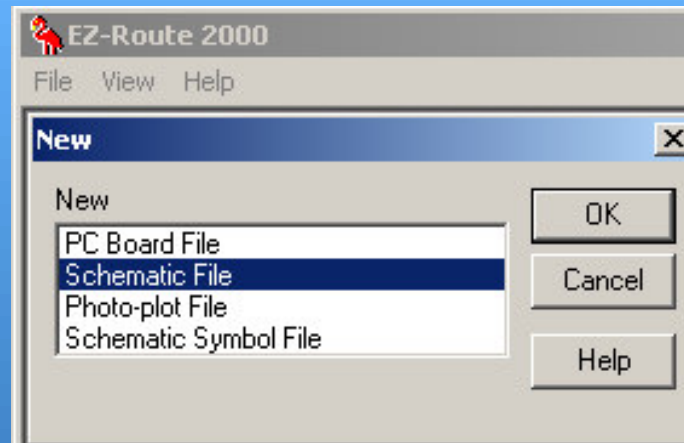 EZ-Route 2000
File View Help
New
New
PC Board File
Schematic File
Photo-plot File
Schematic Symbol File
OK
Cancel
Help